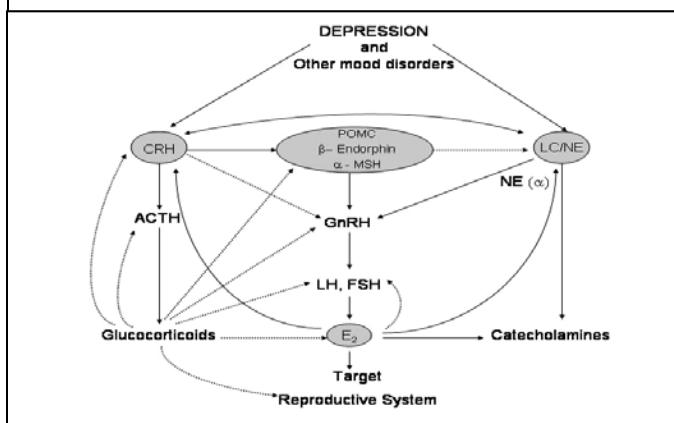 DEPRESSION
and
Other mood disorders
CRH
POMC
β– Endorphin
α - MSH
LC/NE
NE (α)
ACTH
GnRH
LH, FSH
Glucocorticoids
E₂
Catecholamines
Target
Reproductive System